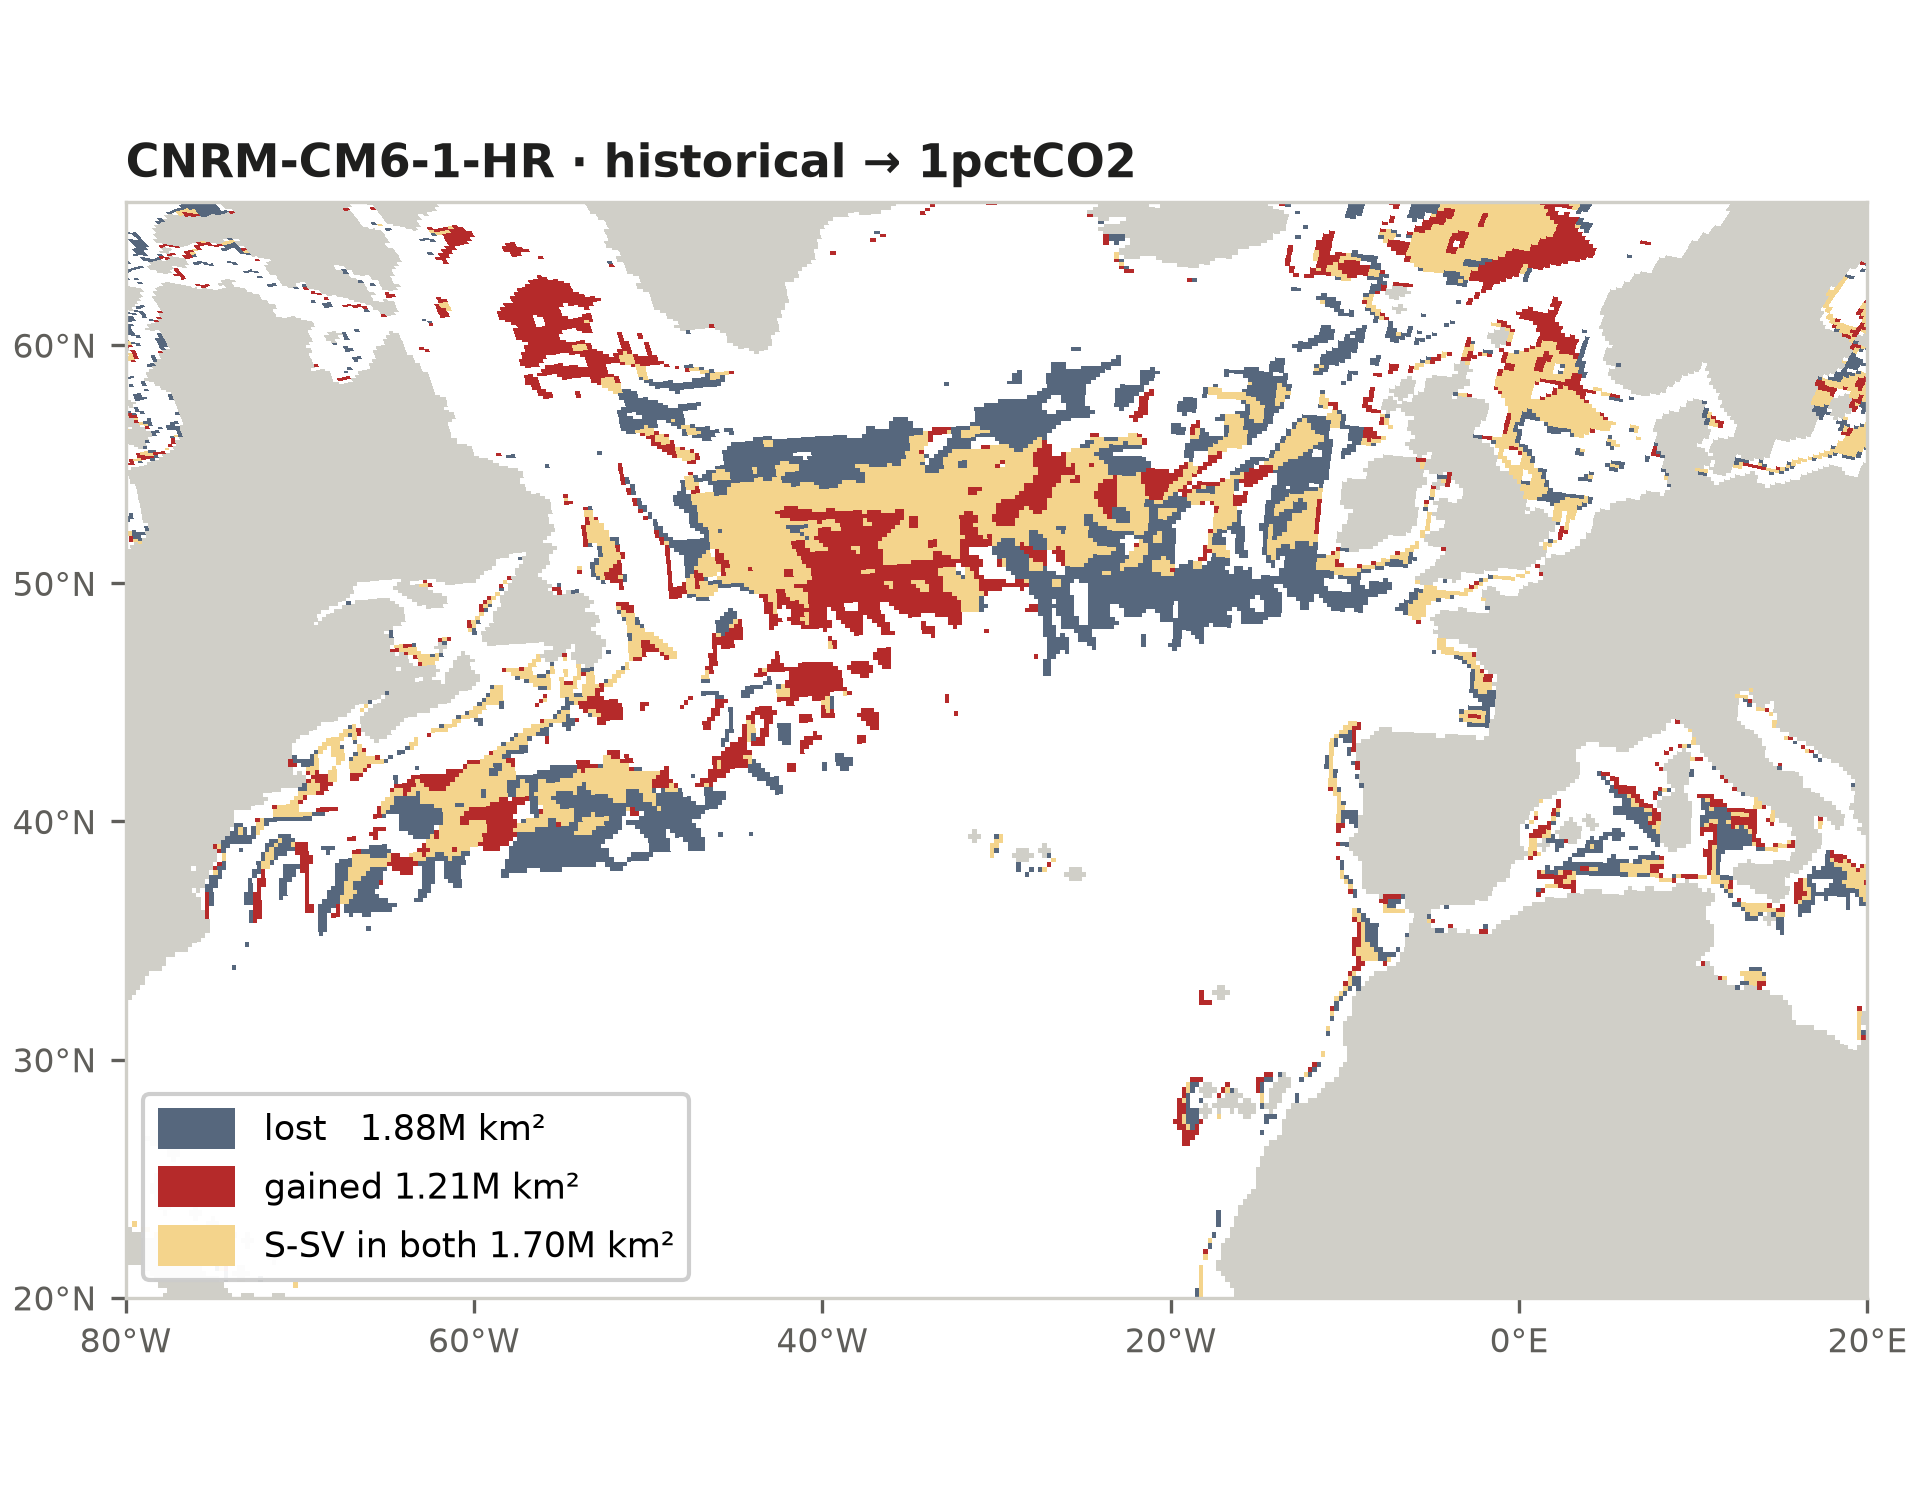 CNRM-CM6-1-HR · historical → 1pctCO2
60°N
50°N
40°N
30°N
20°N
lost 1.88M km²
gained 1.21M km²
S-SV in both 1.70M km²
80°W 60°W 40°W 20°W 0°E 20°E